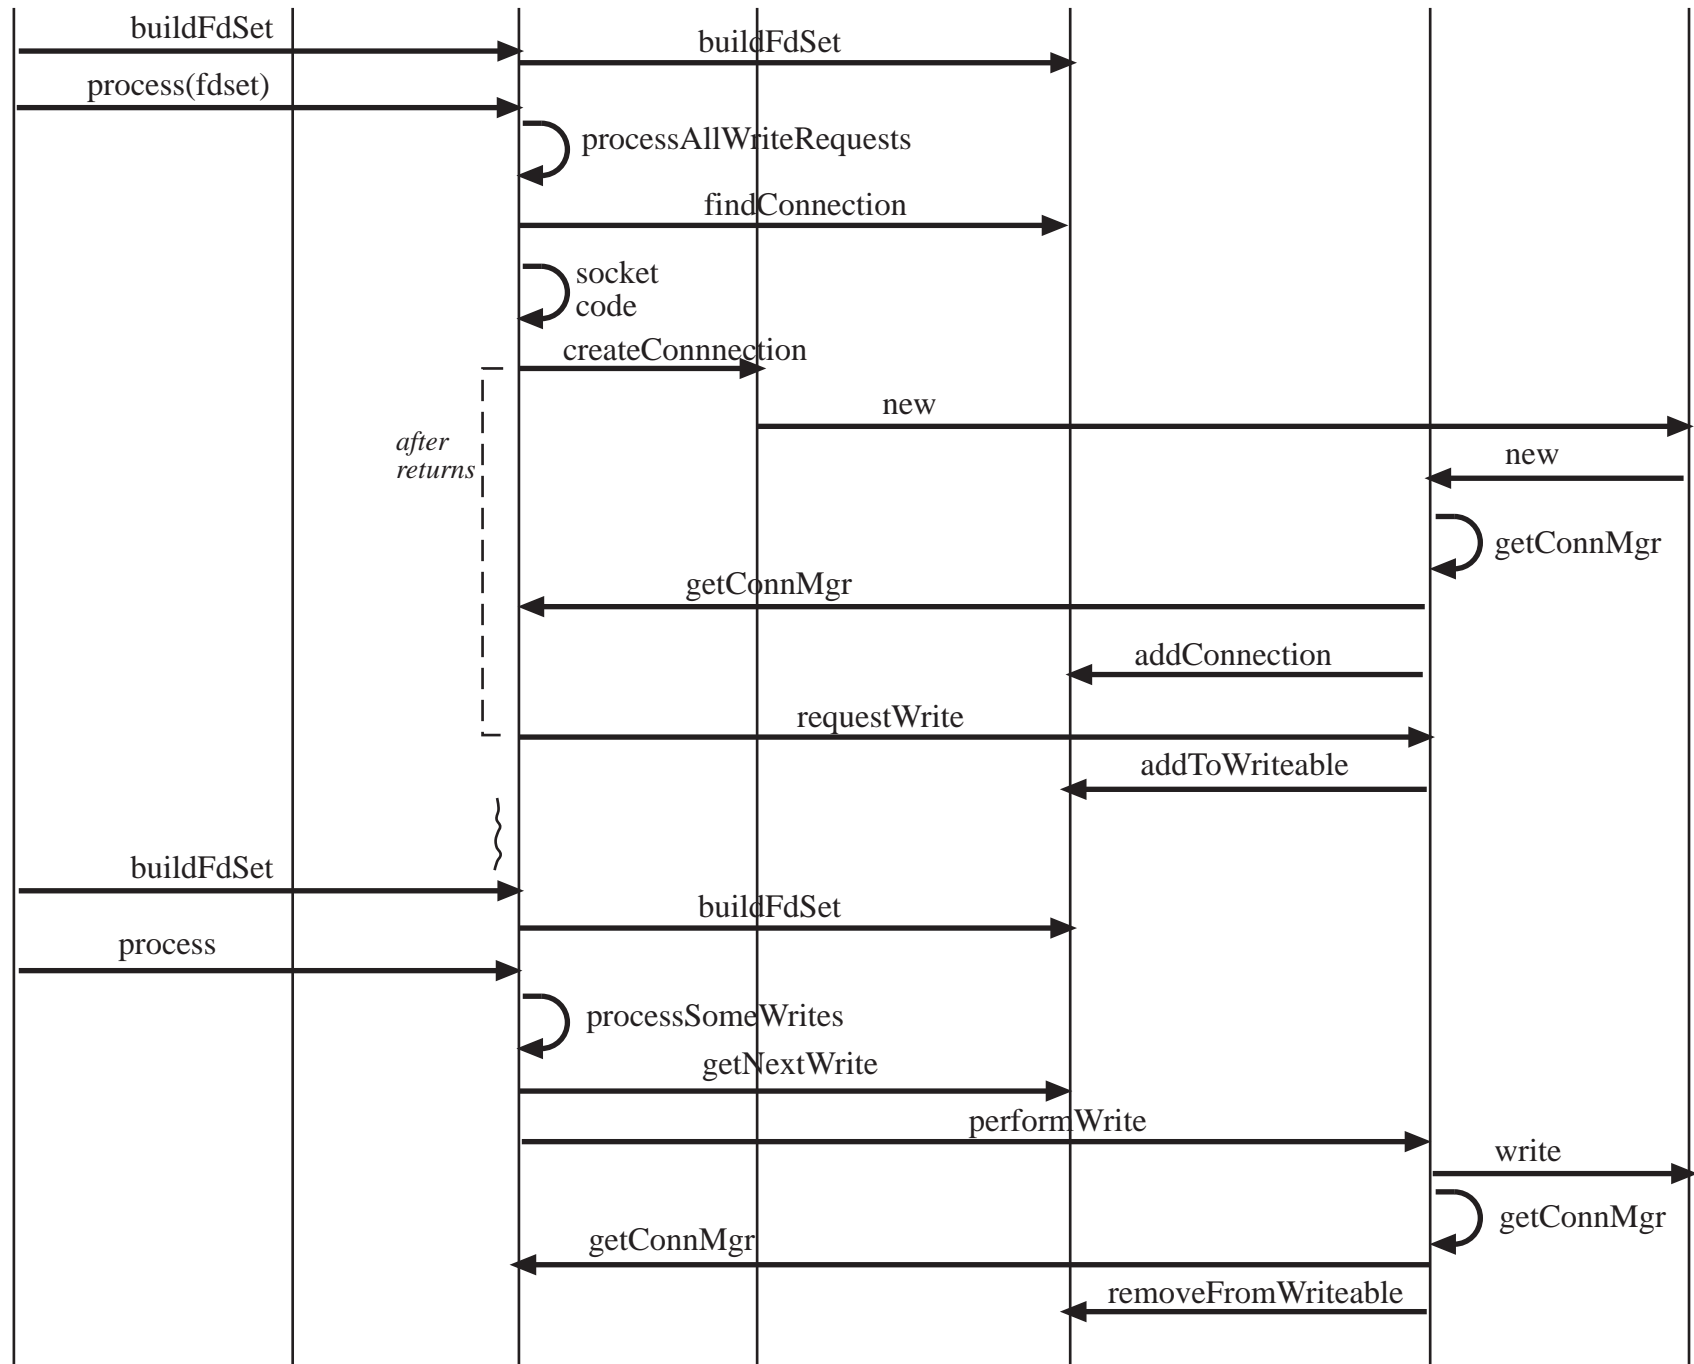 buildFdSet
buildFdSet
process(fdset)
processAllWriteRequests
findConnection
socket
code
createConnnection
new
after
returns
new
getConnMgr
getConnMgr
addConnection
requestWrite
addToWriteable
buildFdSet
buildFdSet
process
processSomeWrites
getNextWrite
performWrite
write
getConnMgr
getConnMgr
removeFromWriteable